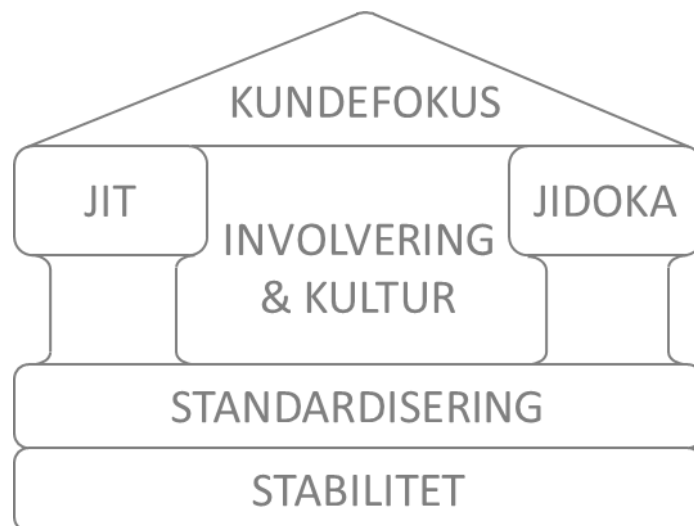 KUNDEFOKUS
JIT
JIDOKA
INVOLVERING
& KULTUR
STANDARDISERING
STABILITET